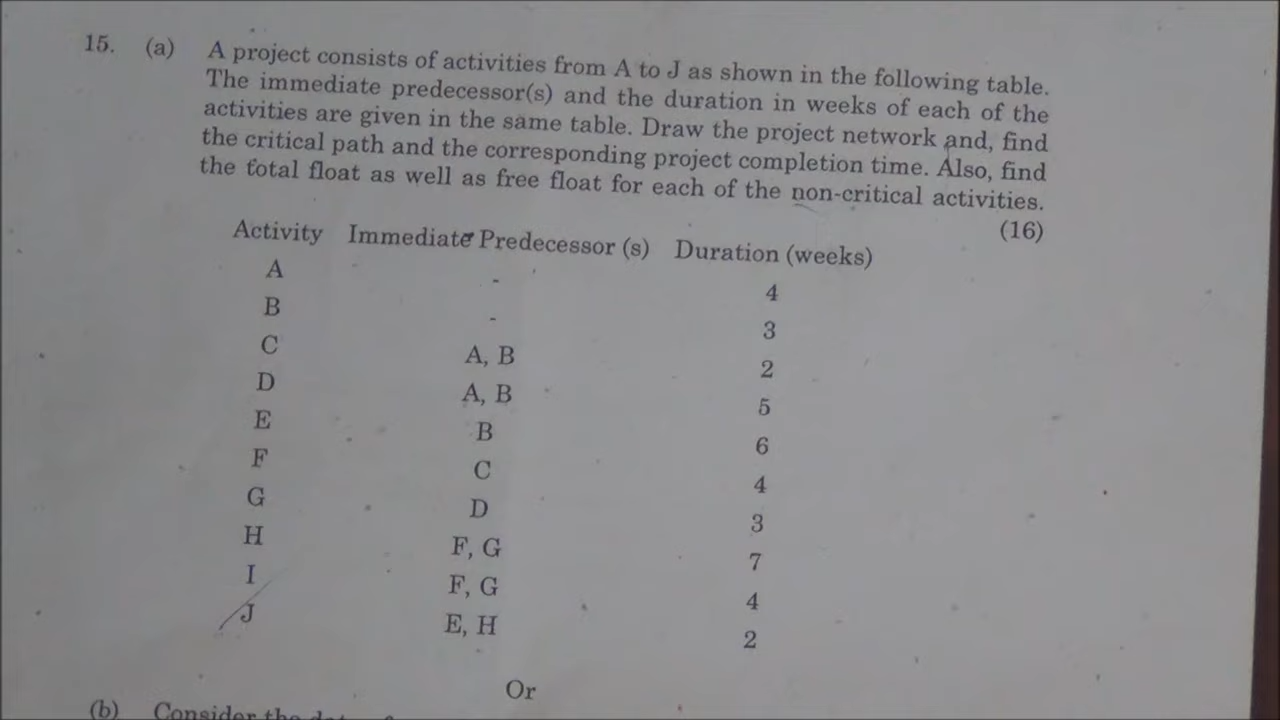 15. (a) A project consists of activities from A to J as shown in the following table.
The immediate predecessor(s) and the duration in weeks of each of the
activities are given in the same table. Draw the project network and, find
the critical path and the corresponding project completion time. Also, find
the total float as well as free float for each of the non-critical activities.
(16)
Activity Immediate Predecessor (s) Duration (weeks)
A - 4
B - 3
C A, B 2
D A, B 5
E B 6
F C 4
G D 3
H F, G 7
I F, G 4
J E, H 2
Or
(b) Consider the